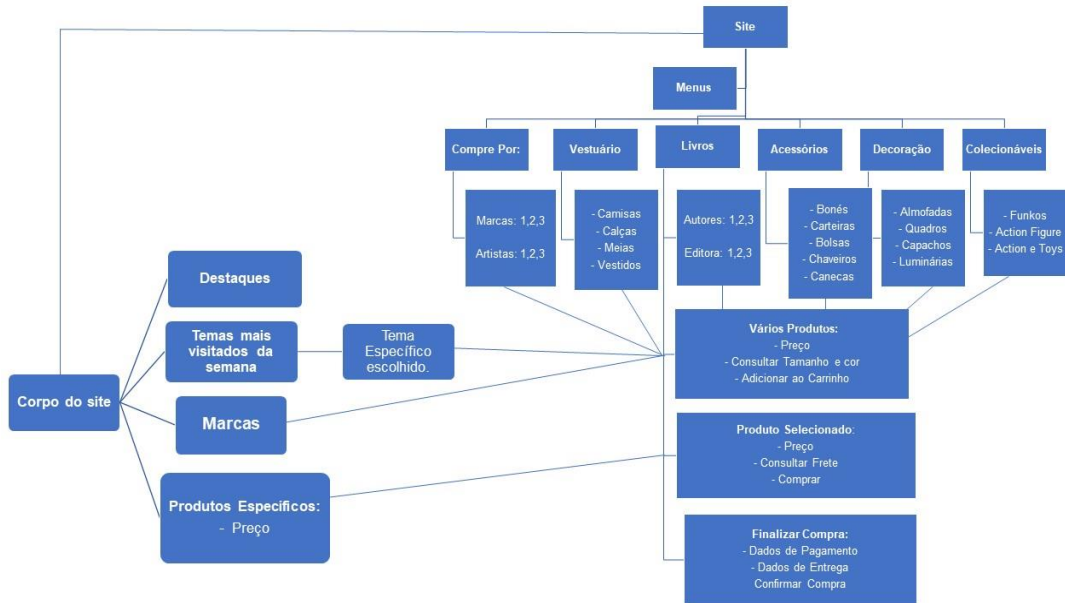 Site
Menus
Compre Por:
Vestuário
Livros
Acessórios
Decoração
Colecionáveis
Marcas: 1,2,3
Artistas: 1,2,3
- Camisas
- Calças
- Meias
- Vestidos
Autores: 1,2,3
Editora: 1,2,3
- Bonés
- Carteiras
- Bolsas
- Chaveiros
- Canecas
- Almofadas
- Quadros
- Capachos
- Luminárias
- Funkos
- Action Figure
- Action e Toys
Corpo do site
Destaques
Temas mais
visitados da
semana
Tema
Específico
escolhido.
Marcas
Produtos Especificos:
- Preço
Vários Produtos:
- Preço
- Consultar Tamanho e cor
- Adicionar ao Carrinho
Produto Selecionado:
- Preço
- Consultar Frete
- Comprar
Finalizar Compra:
- Dados de Pagamento
- Dados de Entrega
Confirmar Compra